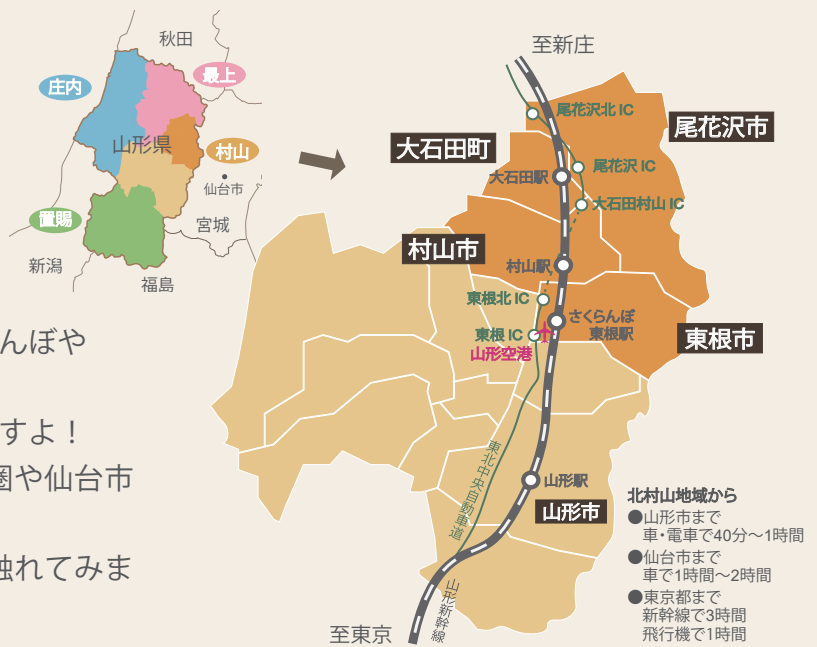 秋田
庄内
最上
山形県
村山
仙台市
宮城
置賜
新潟
福島
んぼや
すよ！
圏や仙台市
触れてみま
至新庄
尾花沢北 IC
尾花沢市
大石田町
尾花沢 IC
大石田駅
大石田村山 IC
村山市
村山駅
東根北 IC
さくらんぼ
東根駅
東根 IC
山形空港
東根市
東北中央自動車道
山形駅
山形市
山形新幹線
至東京
北村山地域から
●山形市まで
車・電車で40分～1時間
●仙台市まで
車で1時間～2時間
●東京都まで
新幹線で3時間
飛行機で1時間